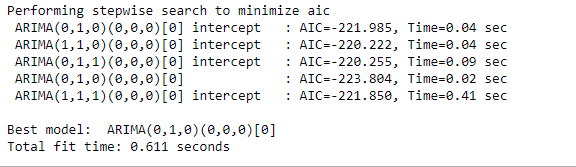 Performing stepwise search to minimize aic
ARIMA(0,1,0)(0,0,0)[0] intercept   : AIC=-221.985, Time=0.04 sec
ARIMA(1,1,0)(0,0,0)[0] intercept   : AIC=-220.222, Time=0.04 sec
ARIMA(0,1,1)(0,0,0)[0] intercept   : AIC=-220.255, Time=0.09 sec
ARIMA(0,1,0)(0,0,0)[0]             : AIC=-223.804, Time=0.02 sec
ARIMA(1,1,1)(0,0,0)[0] intercept   : AIC=-221.850, Time=0.41 sec
Best model:  ARIMA(0,1,0)(0,0,0)[0]
Total fit time: 0.611 seconds